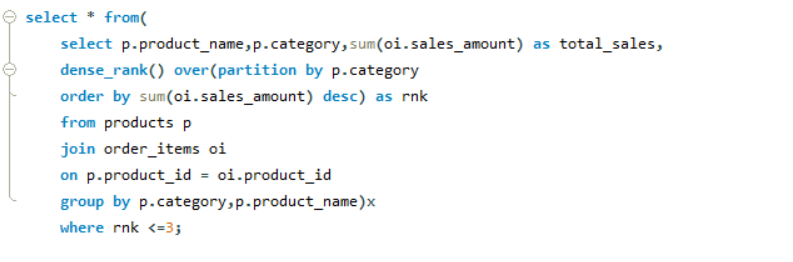 select * from(
select p.product_name,p.category,sum(oi.sales_amount) as total_sales,
dense_rank() over(partition by p.category
order by sum(oi.sales_amount) desc) as rnk
from products p
join order_items oi
on p.product_id = oi.product_id
group by p.category,p.product_name)x
where rnk <=3;